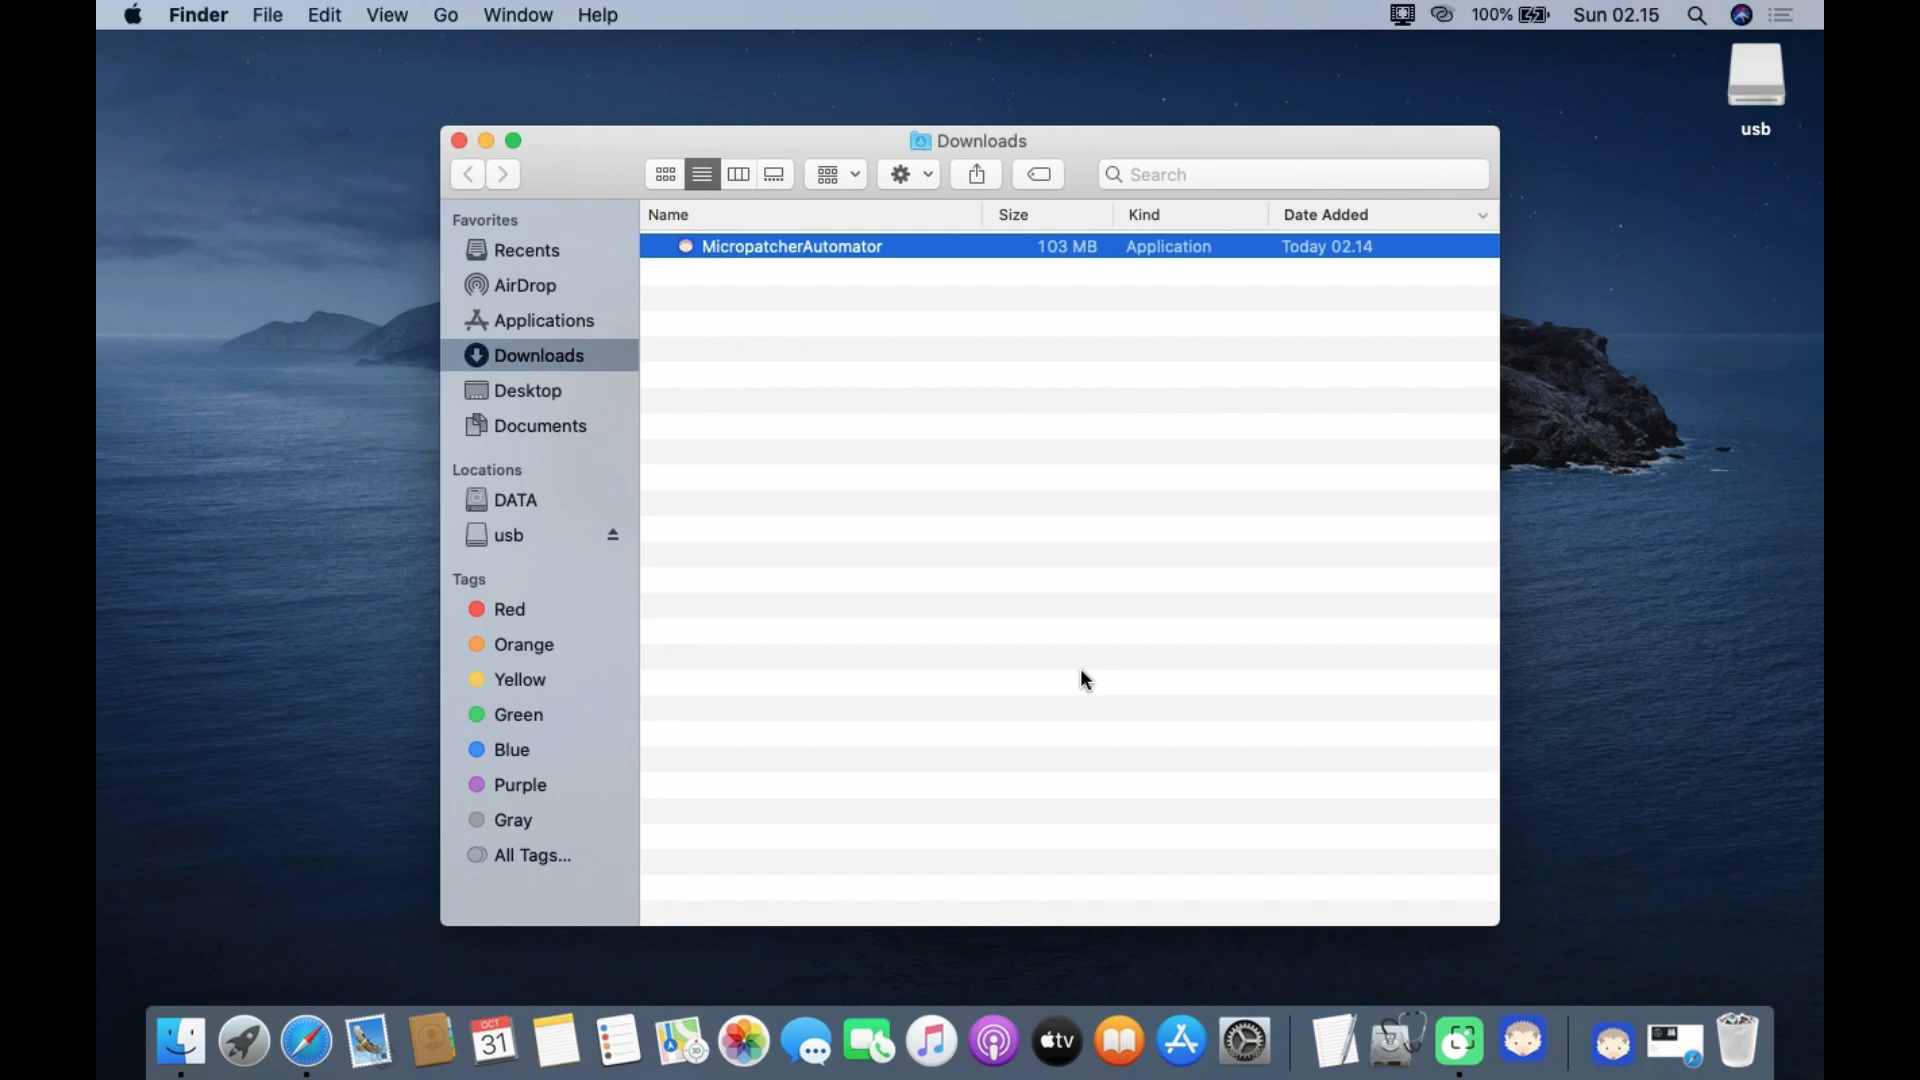 Finder File Edit View Go Window Help 100% Sun 02.15
usb
Downloads
Search
Favorites
Recents
AirDrop
Applications
Downloads
Desktop
Documents
Locations
DATA
usb
Tags
Red
Orange
Yellow
Green
Blue
Purple
Gray
All Tags...
Name Size Kind Date Added
MicropatcherAutomator 103 MB Application Today 02.14
OCT
31
3D
tv